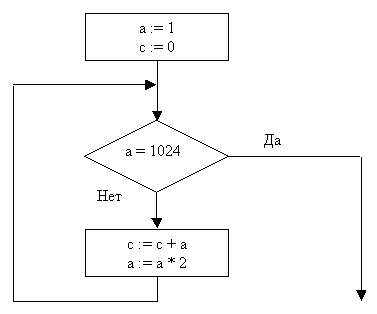 a := 1
c := 0
a = 1024
Да
Нет
c := c + a
a := a * 2